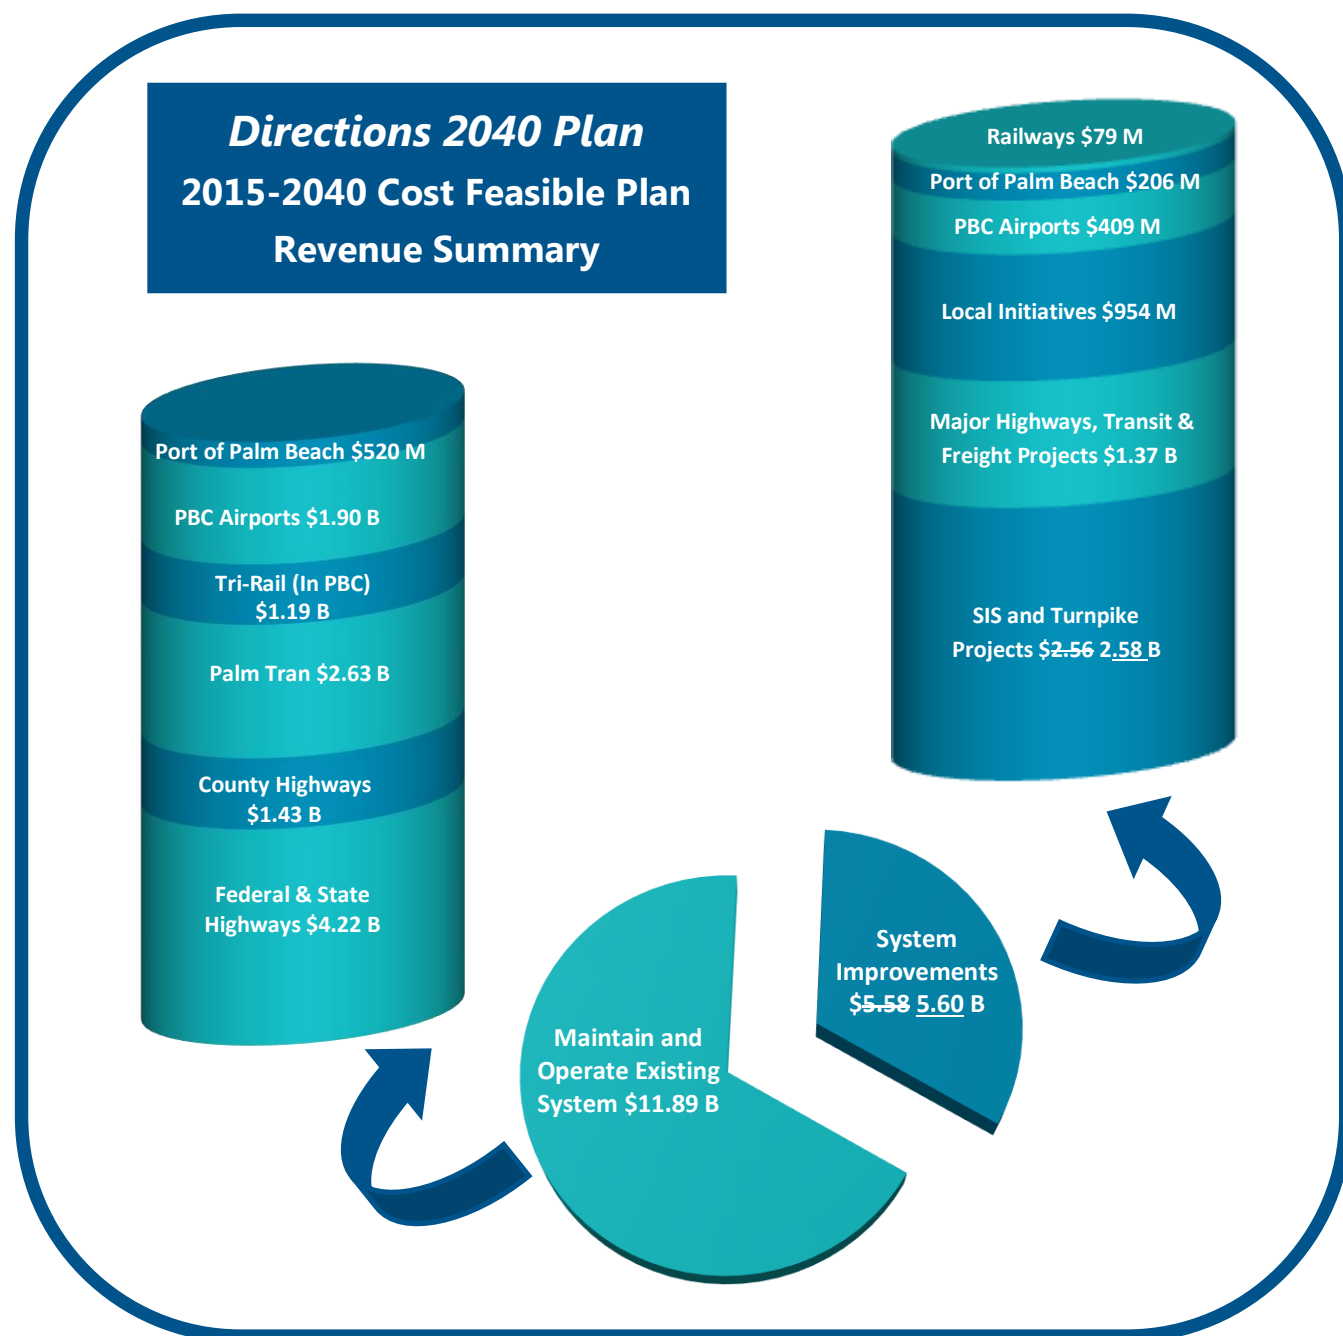 Directions 2040 Plan
2015-2040 Cost Feasible Plan
Revenue Summary
Railways $79 M
Port of Palm Beach $206 M
PBC Airports $409 M
Local Initiatives $954 M
Major Highways, Transit &
Freight Projects $1.37 B
SIS and Turnpike
Projects $2.56 2.58 B
Port of Palm Beach $520 M
PBC Airports $1.90 B
Tri-Rail (In PBC)
$1.19 B
Palm Tran $2.63 B
County Highways
$1.43 B
Federal & State
Highways $4.22 B
System
Improvements
$5.58 5.60 B
Maintain and
Operate Existing
System $11.89 B